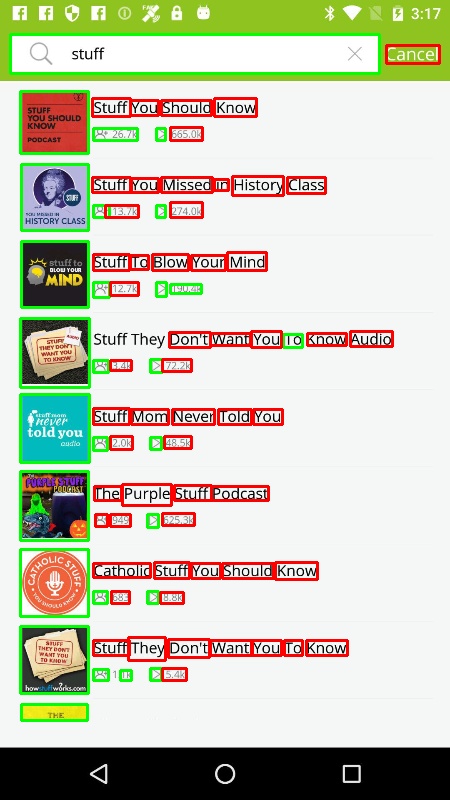 3:17
stuff
Cancel
STUFF
YOU SHOULD
KNOW
PODCAST
Stuff You Should Know
26.7k 565.0k
STUFF
YOU MISSED IN
HISTORY CLASS
Stuff You Missed in History Class
13.7k 274.0k
stuff to
BLOW YOUR
MIND
Stuff To Blow Your Mind
12.7k 190.4k
STUFF
THEY DON'T
WANT YOU
TO KNOW
AUDIO
Stuff They Don't Want You To Know Audio
3.4k 72.2k
stuff mom
never
told you
audio
Stuff Mom Never Told You
2.0k 48.5k
PURPLE STUFF
PODCAST
The Purple Stuff Podcast
949 525.3k
CATHOLIC STUFF
YOU SHOULD KNOW
Catholic Stuff You Should Know
583 8.8k
STUFF
THEY DON'T
WANT YOU
TO KNOW
howstuffworks.com
Stuff They Don't Want You To Know
5.4k
THE